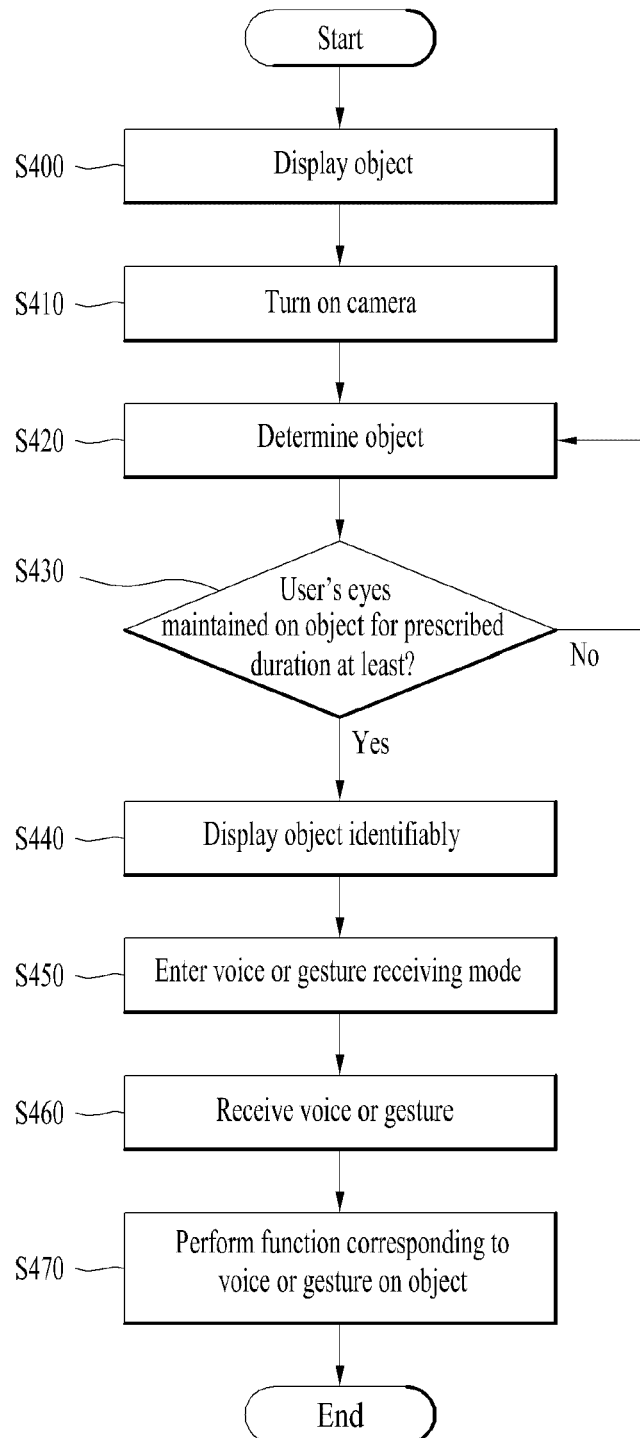 Start
S400
Display object
S410
Turn on camera
S420
Determine object
S430
User's eyes
maintained on object for prescribed
duration at least?
No
Yes
S440
Display object identifiably
S450
Enter voice or gesture receiving mode
S460
Receive voice or gesture
S470
Perform function corresponding to
voice or gesture on object
End